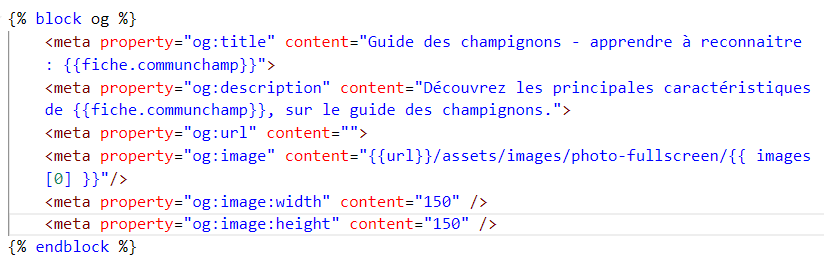 {% block og %}
<meta property="og:title" content="Guide des champignons - apprendre à reconnaitre
: {{fiche.communchamp}}">
<meta property="og:description" content="Découvrez les principales caractéristiques
de {{fiche.communchamp}}, sur le guide des champignons.">
<meta property="og:url" content="">
<meta property="og:image" content="{{url}}/assets/images/photo-fullscreen/{{ images
[0] }}"/>
<meta property="og:image:width" content="150" />
<meta property="og:image:height" content="150" />
{% endblock %}